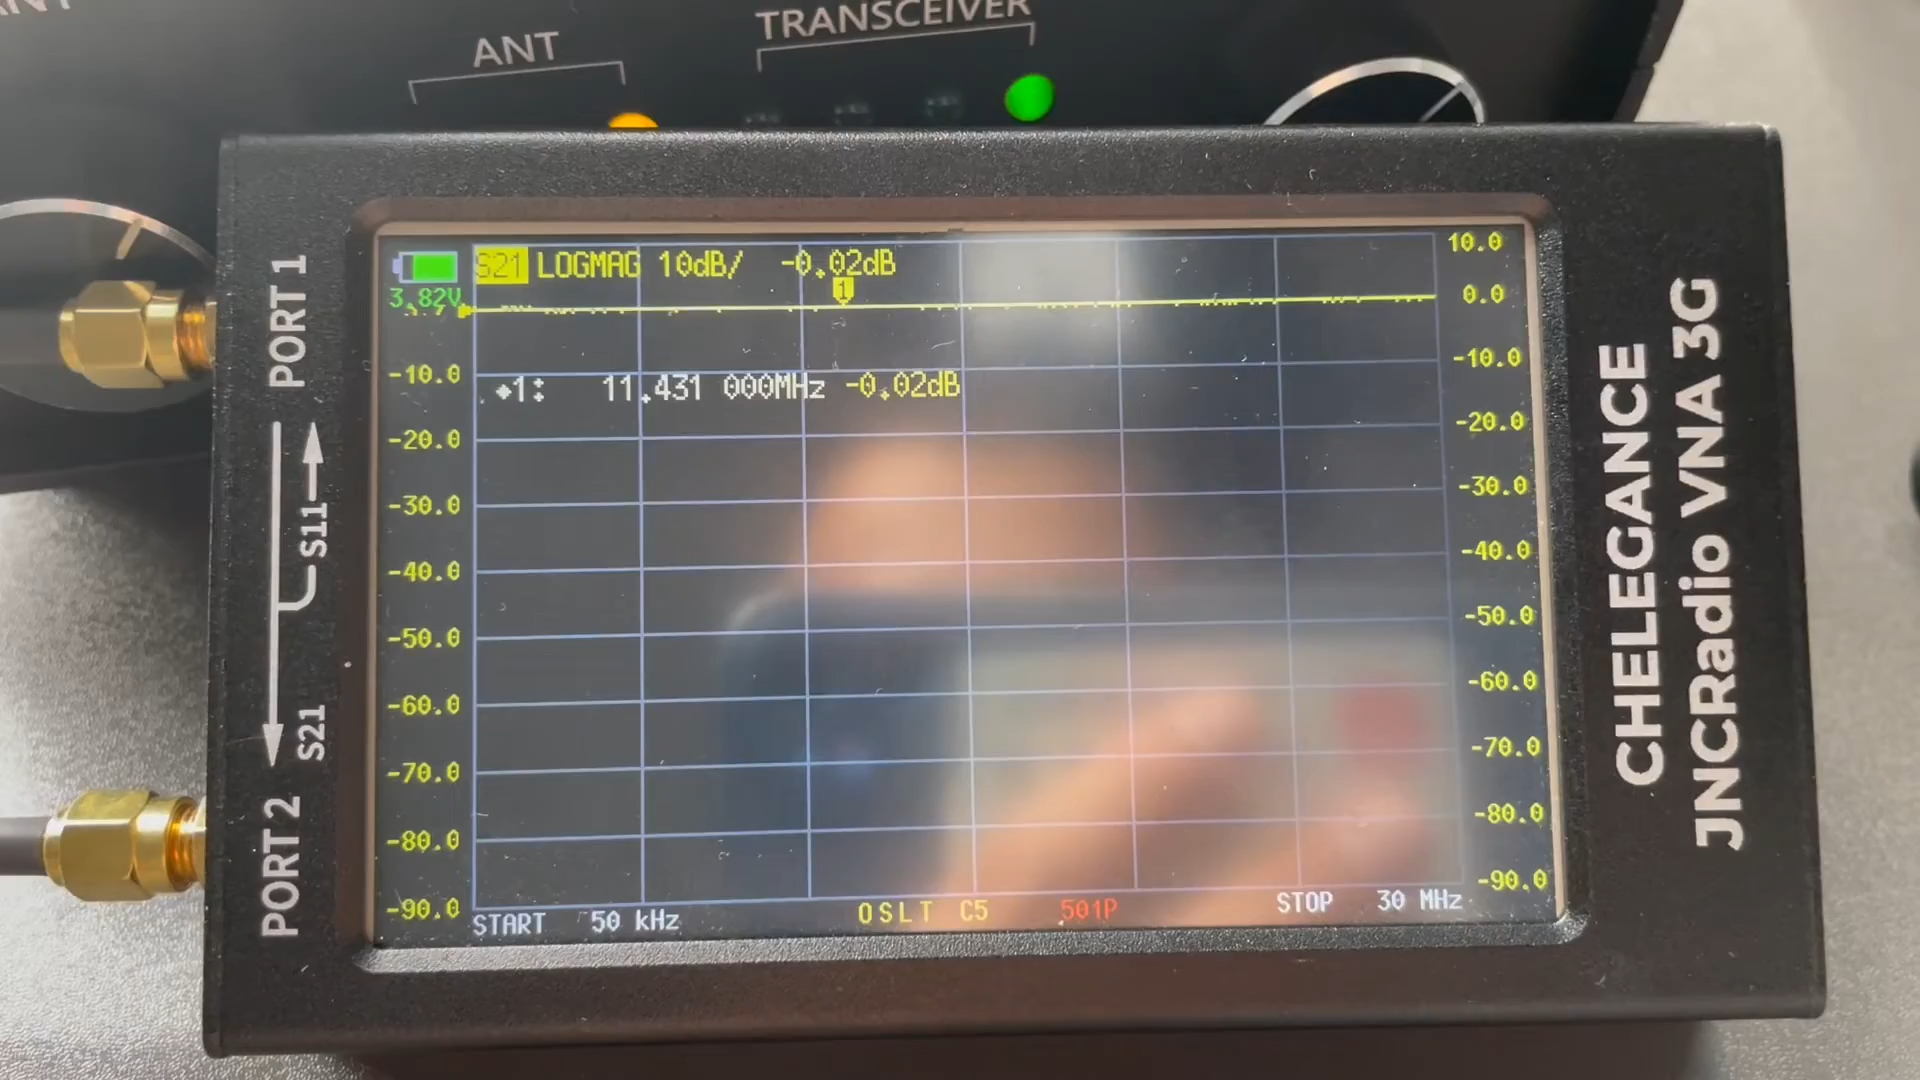 ANT
TRANSCEIVER
S21 LOGMAG 10dB/ -0.02dB
1
3.82V
10.0
0.0
-10.0
-20.0
-30.0
-40.0
-50.0
-60.0
-70.0
-80.0
-90.0
◆1: 11.431 000MHz -0.02dB
-10.0
-20.0
-30.0
-40.0
-50.0
-60.0
-70.0
-80.0
-90.0
START 50 kHz
OSLT C5
501P
STOP 30 MHz
PORT 1
S11
S21
PORT 2
CHELEGANCE
JNCRadio VNA 3G